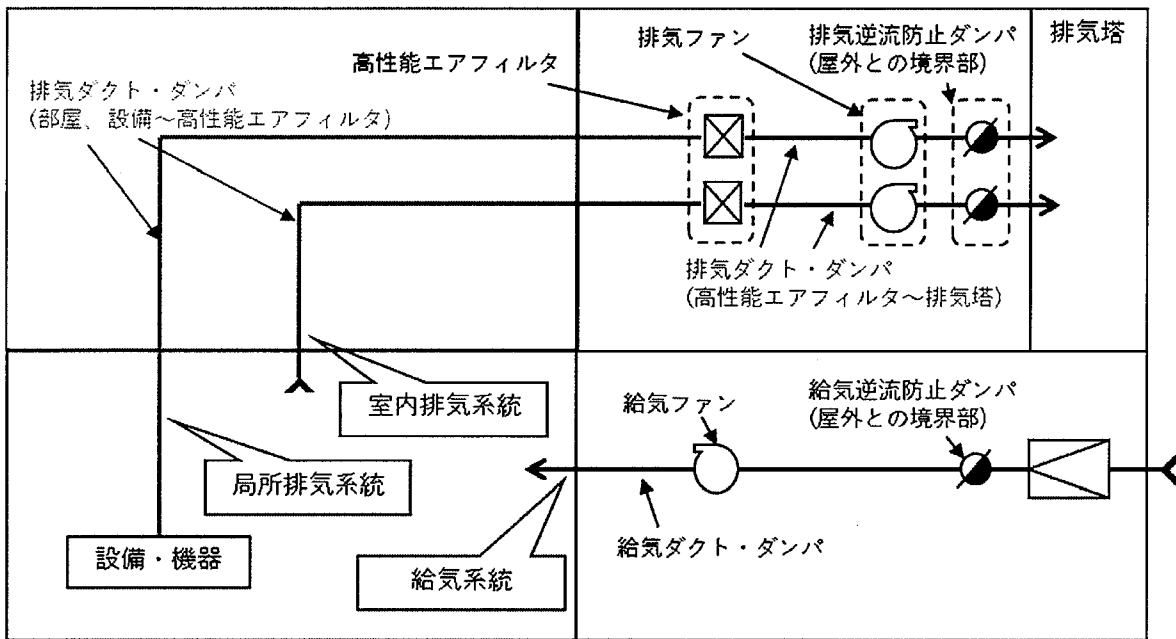 排気ファン
排気逆流防止ダンパ
(屋外との境界部)
排気塔
高性能エアフィルタ
排気ダクト・ダンパ
(部屋、設備～高性能エアフィルタ)
排気ダクト・ダンパ
(高性能エアフィルタ～排気塔)
室内排気系統
局所排気系統
設備・機器
給気ファン
給気逆流防止ダンパ
(屋外との境界部)
給気系統
給気ダクト・ダンパ